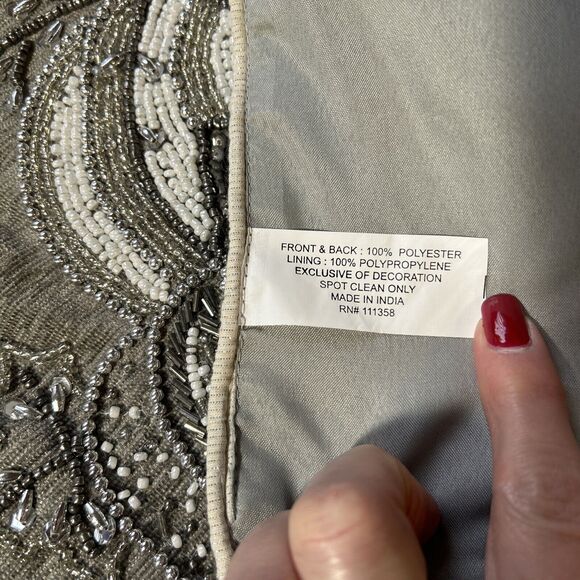 FRONT & BACK : 100% POLYESTER
LINING : 100% POLYPROPYLENE
EXCLUSIVE OF DECORATION
SPOT CLEAN ONLY
MADE IN INDIA
RN# 111358